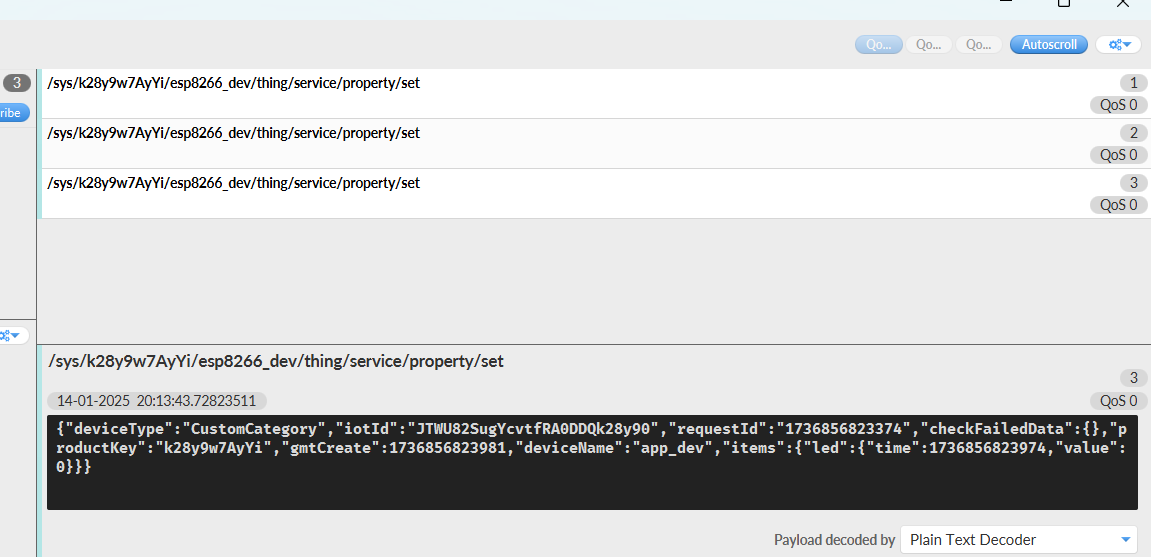 Qo... Qo... Qo... Autoscroll
3 /sys/k28y9w7AyYi/esp8266_dev/thing/service/property/set 1
ribe QoS 0
/sys/k28y9w7AyYi/esp8266_dev/thing/service/property/set 2
QoS 0
/sys/k28y9w7AyYi/esp8266_dev/thing/service/property/set 3
QoS 0
/sys/k28y9w7AyYi/esp8266_dev/thing/service/property/set
3
14-01-2025 20:13:43.72823511 QoS 0
{"deviceType":"CustomCategory","iotId":"JTWU82SugYcvtfRA0DDQk28y90","requestId":"1736856823374","checkFailedData":{},"p
roductKey":"k28y9w7AyYi","gmtCreate":1736856823981,"deviceName":"app_dev","items":{"led":{"time":1736856823974,"value":
0}}}
Payload decoded by Plain Text Decoder